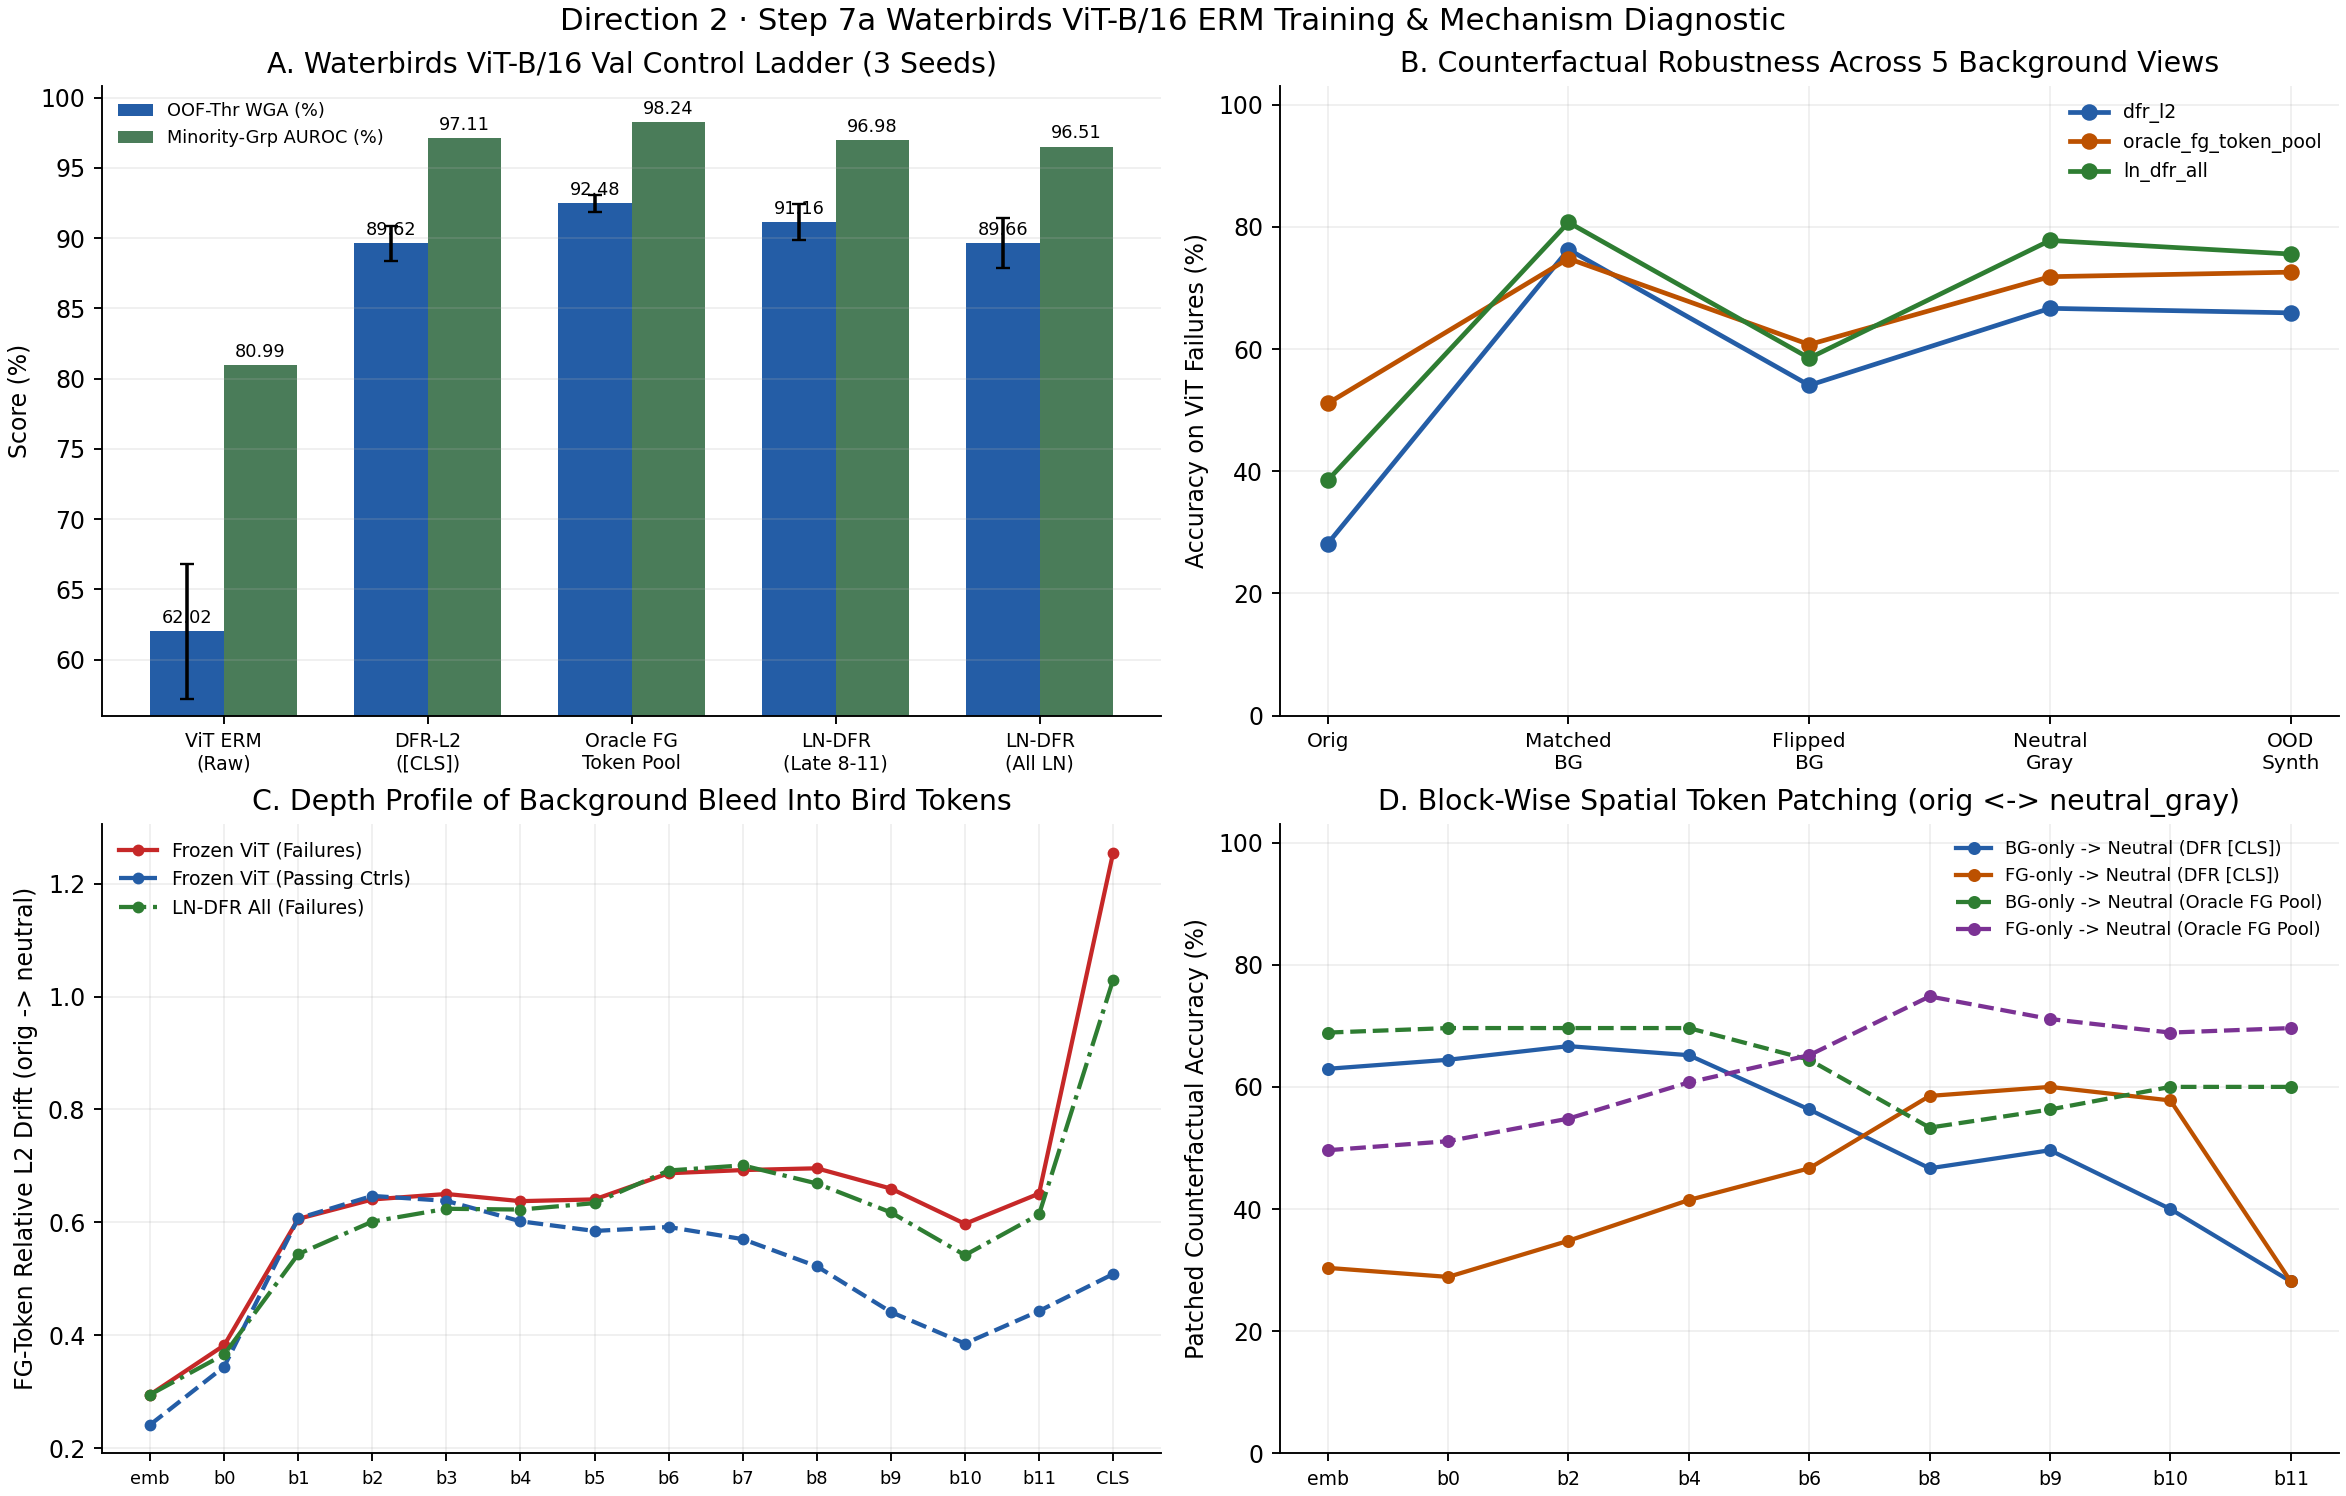 Direction 2 · Step 7a Waterbirds ViT-B/16 ERM Training & Mechanism Diagnostic
A. Waterbirds ViT-B/16 Val Control Ladder (3 Seeds)
OOF-Thr WGA (%)
Minority-Grp AUROC (%)
Score (%)
100
95
90
85
80
75
70
65
60
62.02
80.99
89.62
97.11
92.48
98.24
91.16
96.98
89.66
96.51
ViT ERM
(Raw)
DFR-L2
([CLS])
Oracle FG
Token Pool
LN-DFR
(Late 8-11)
LN-DFR
(All LN)
B. Counterfactual Robustness Across 5 Background Views
dfr_l2
oracle_fg_token_pool
ln_dfr_all
Accuracy on ViT Failures (%)
100
80
60
40
20
0
Orig
Matched
BG
Flipped
BG
Neutral
Gray
OOD
Synth
C. Depth Profile of Background Bleed Into Bird Tokens
Frozen ViT (Failures)
Frozen ViT (Passing Ctrls)
LN-DFR All (Failures)
FG-Token Relative L2 Drift (orig -> neutral)
1.2
1.0
0.8
0.6
0.4
0.2
emb b0 b1 b2 b3 b4 b5 b6 b7 b8 b9 b10 b11 CLS
D. Block-Wise Spatial Token Patching (orig <-> neutral_gray)
BG-only -> Neutral (DFR [CLS])
FG-only -> Neutral (DFR [CLS])
BG-only -> Neutral (Oracle FG Pool)
FG-only -> Neutral (Oracle FG Pool)
Patched Counterfactual Accuracy (%)
100
80
60
40
20
0
emb b0 b2 b4 b6 b8 b9 b10 b11